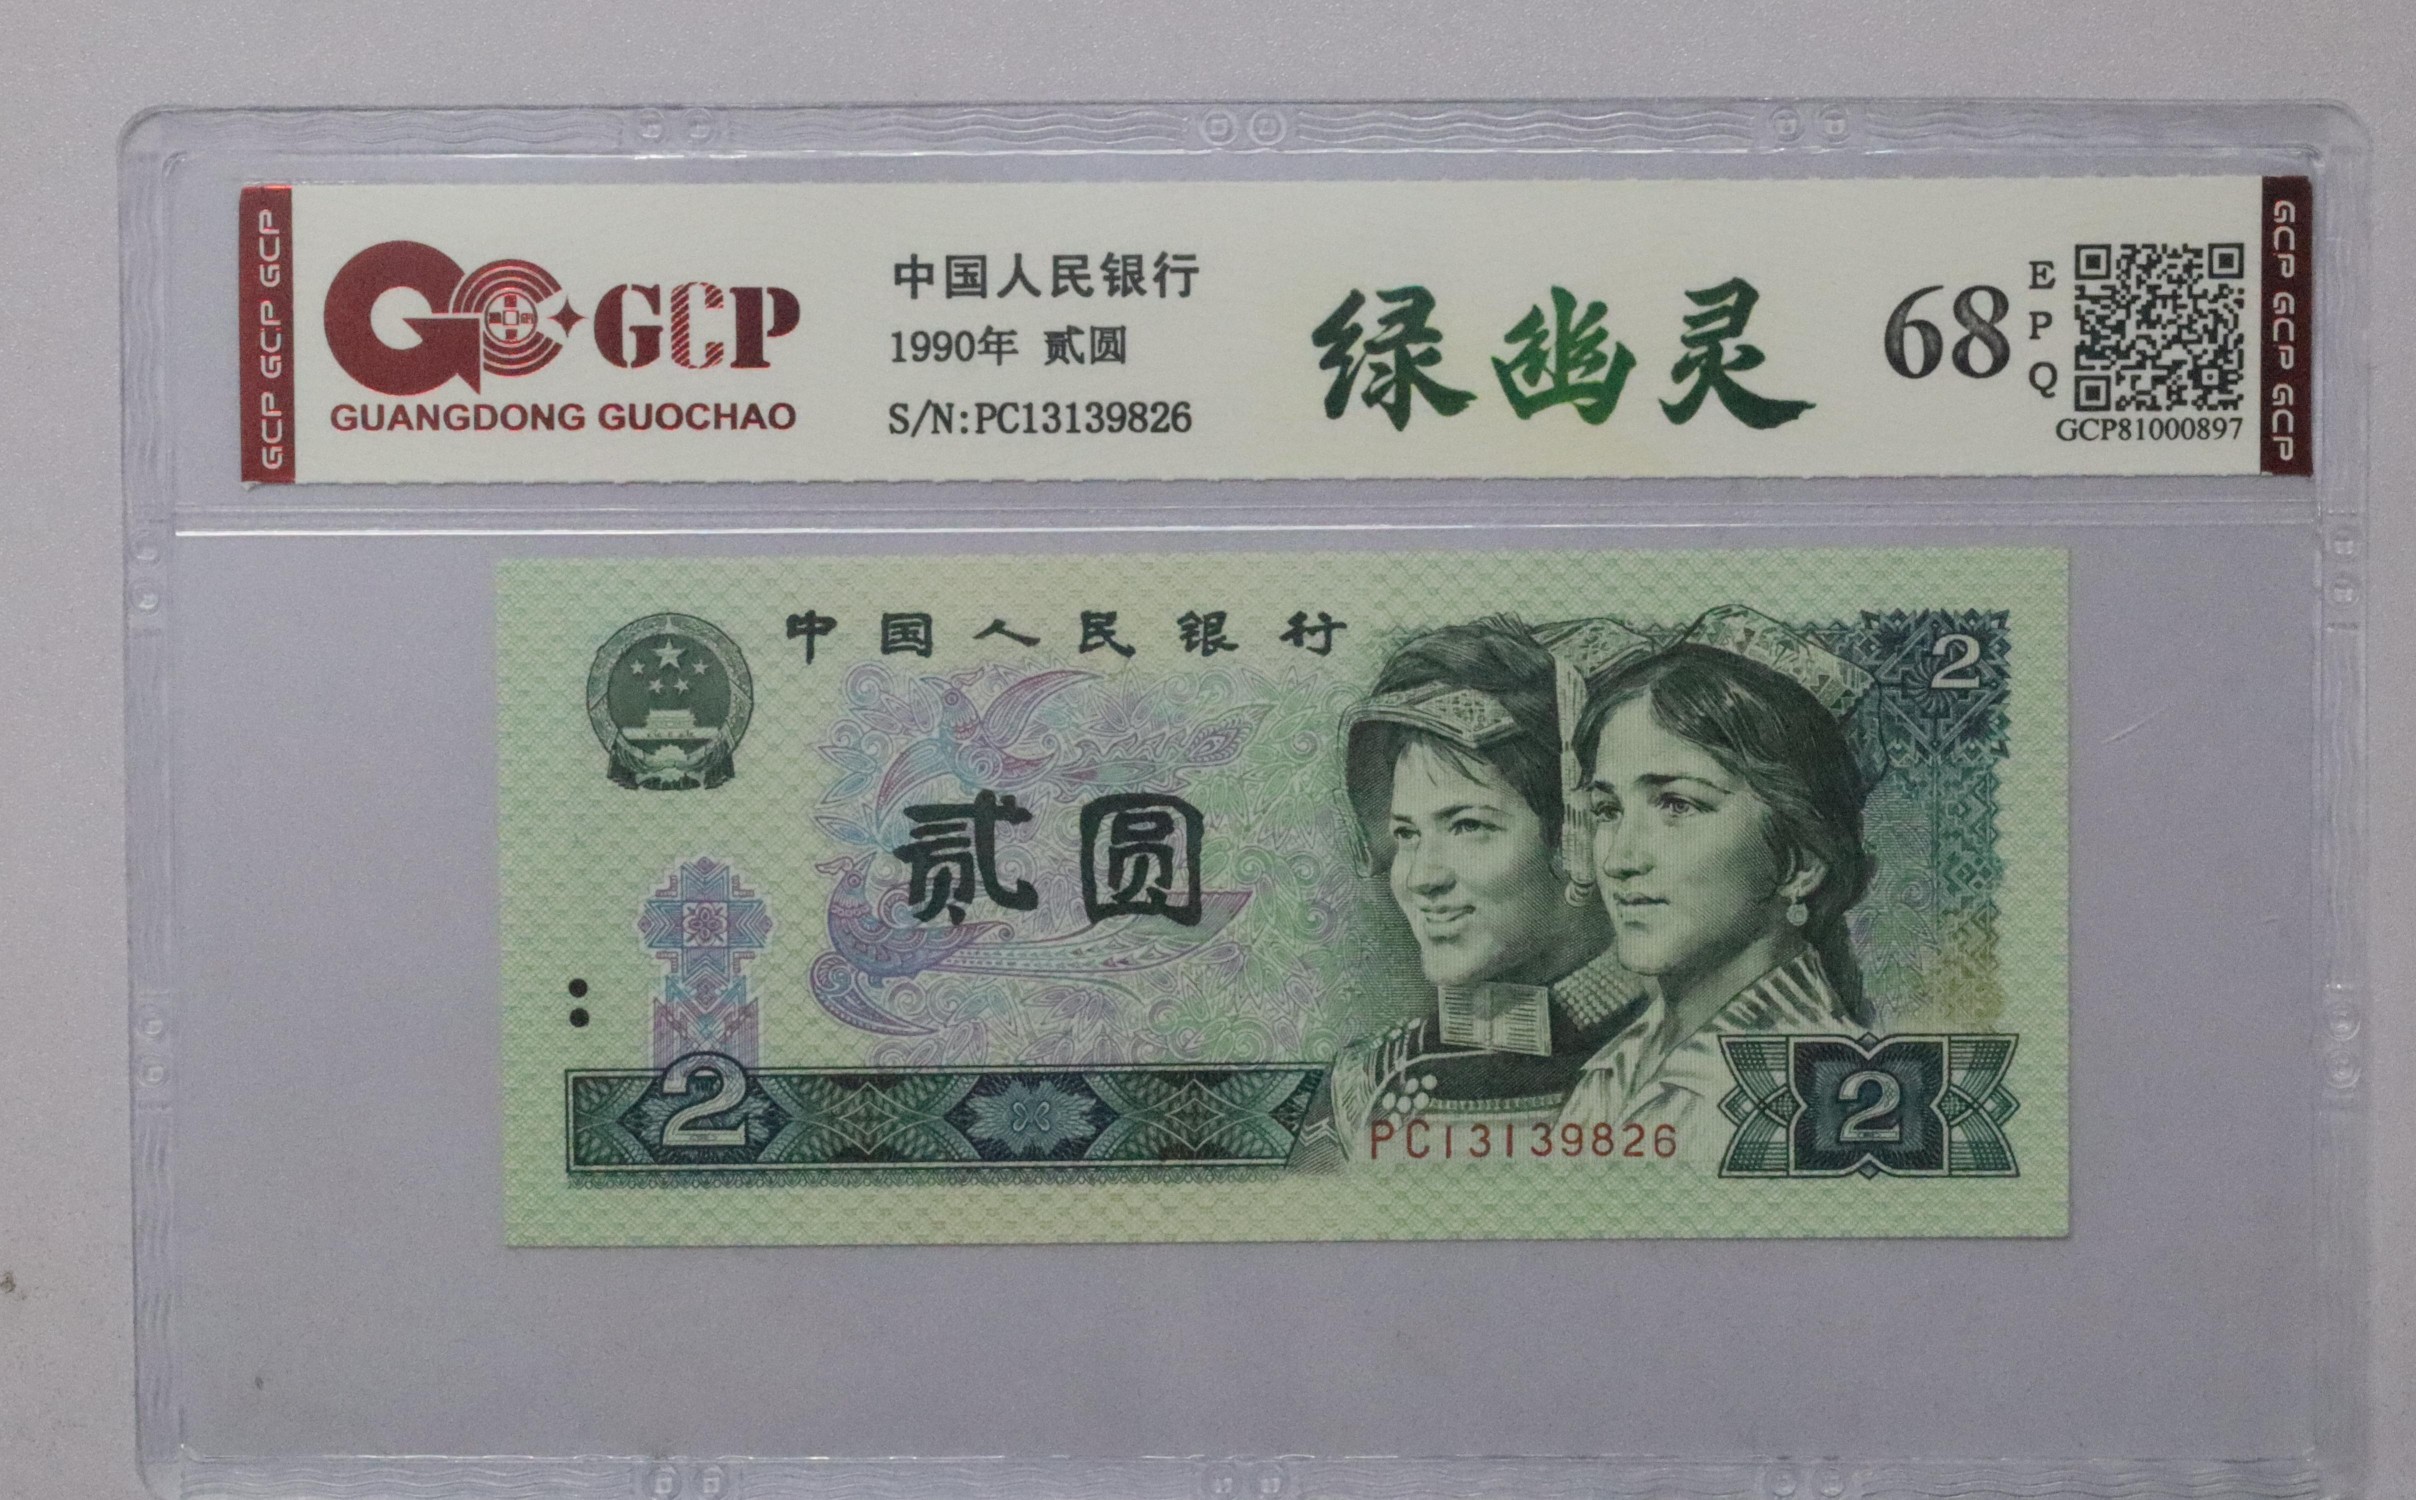 GCP GCP GCP
GCP
GUANGDONG GUOCHAO
中国人民银行
1990年 贰圆
S/N:PC13139826
绿幽灵
68
EPQ
GCP81000897
GCP GCP GCP
中国人民银行
2
贰圆
2
PC13139826
2